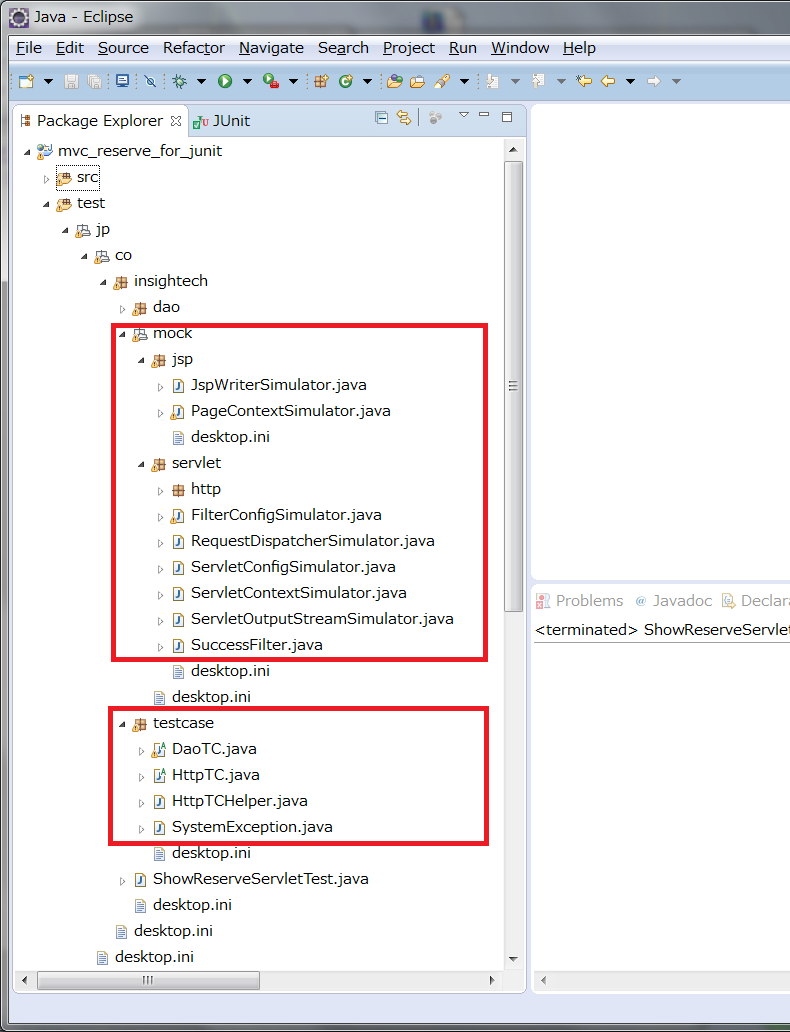 Java - Eclipse
File Edit Source Refactor Navigate Search Project Run Window Help
Package Explorer JUnit
mvc_reserve_for_junit
src
test
jp
co
insightech
dao
mock
jsp
JspWriterSimulator.java
PageContextSimulator.java
desktop.ini
servlet
http
FilterConfigSimulator.java
RequestDispatcherSimulator.java
ServletConfigSimulator.java
ServletContextSimulator.java
ServletOutputStreamSimulator.java
SuccessFilter.java
desktop.ini
desktop.ini
testcase
DaoTC.java
HttpTC.java
HttpTCHelper.java
SystemException.java
desktop.ini
ShowReserveServletTest.java
desktop.ini
desktop.ini
desktop.ini
Problems @ Javadoc Declara
<terminated> ShowReserveServlet